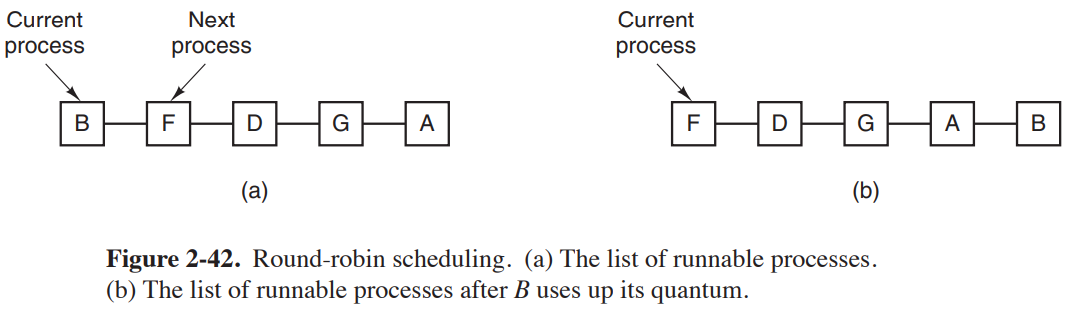 Current process
Next process
Current process
B F D G A
F D G A B
(a)
(b)
Figure 2-42. Round-robin scheduling. (a) The list of runnable processes.
(b) The list of runnable processes after B uses up its quantum.